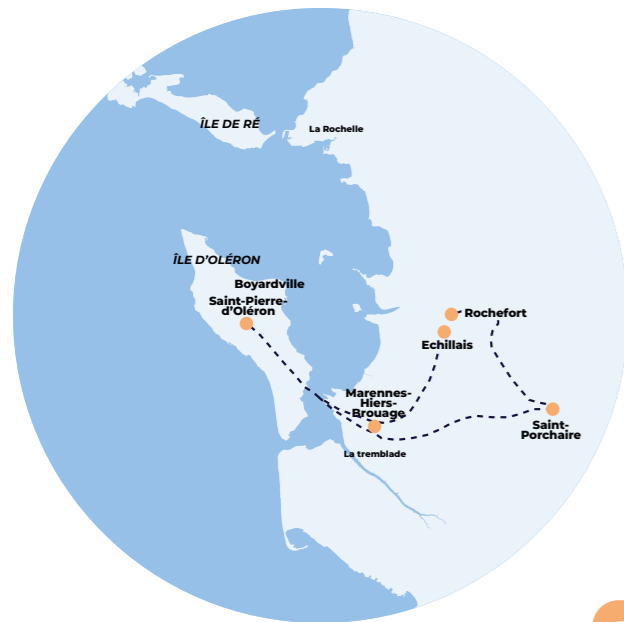 ÎLE DE RÉ
La Rochelle
ÎLE D'OLÉRON
Boyardville
Saint-Pierre-
d'Oléron
Rochefort
Echillais
Marennes-
Hiers-
Brouage
Saint-
Porchaire
La tremblade